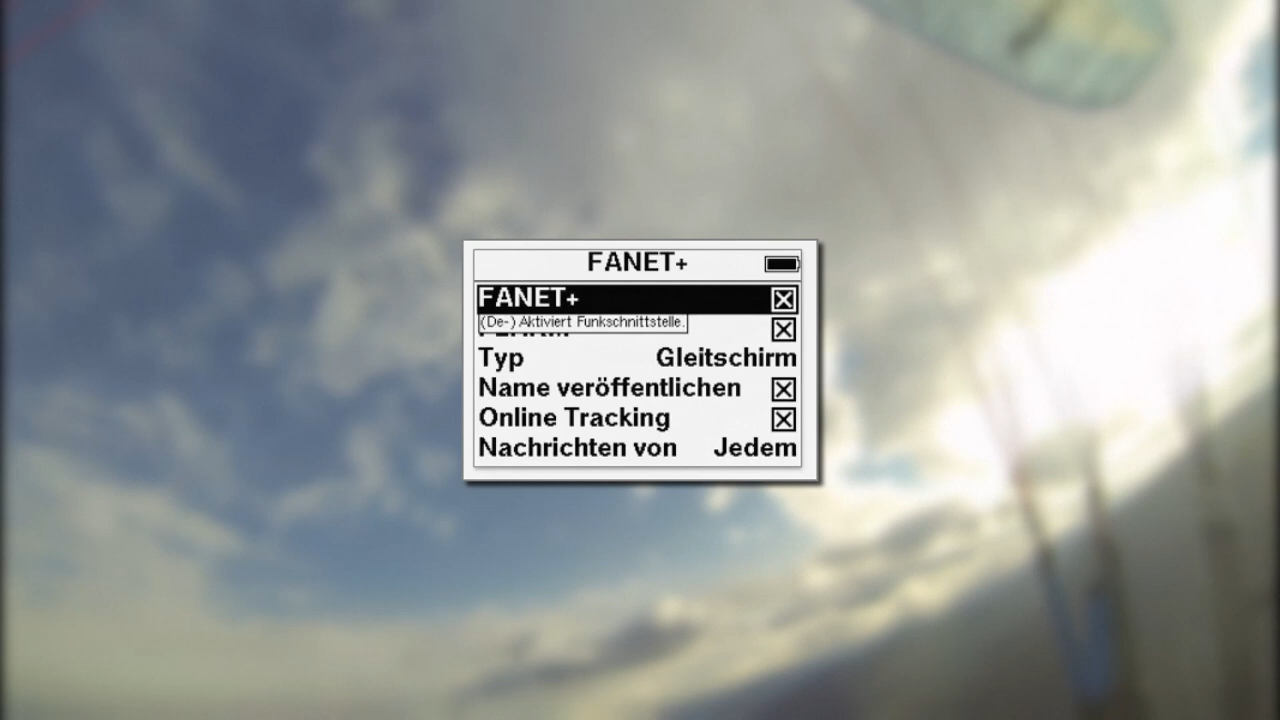 FANET+
FANET+
(De-) Aktiviert Funkschnittstelle.
Typ Gleitschirm
Name veröffentlichen
Online Tracking
Nachrichten von Jedem